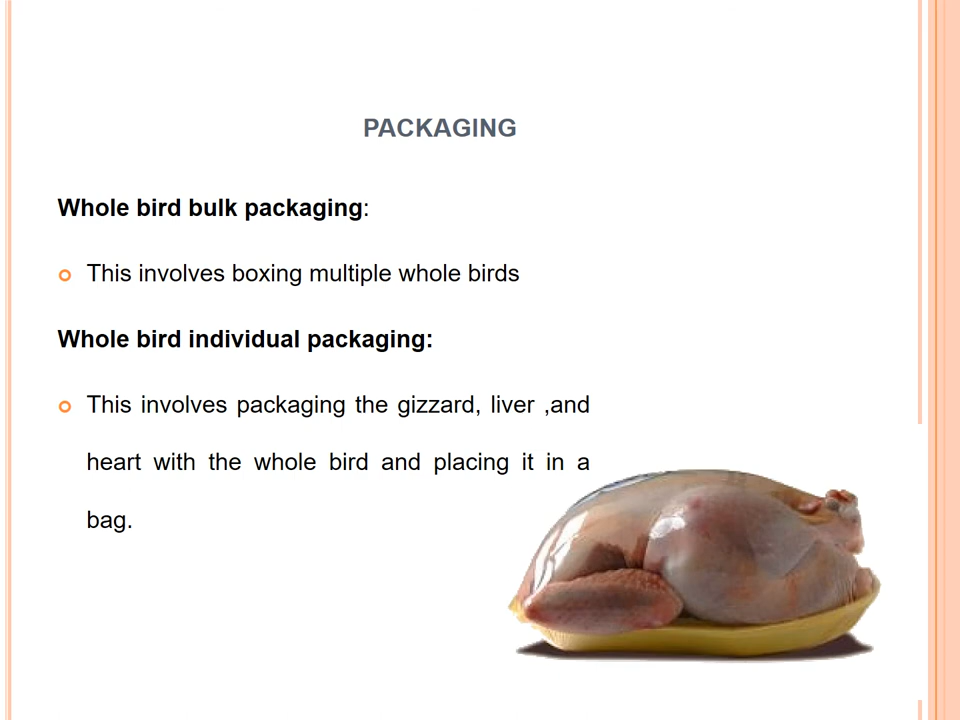 PACKAGING
Whole bird bulk packaging:
This involves boxing multiple whole birds
Whole bird individual packaging:
This involves packaging the gizzard, liver ,and
heart with the whole bird and placing it in a
bag.